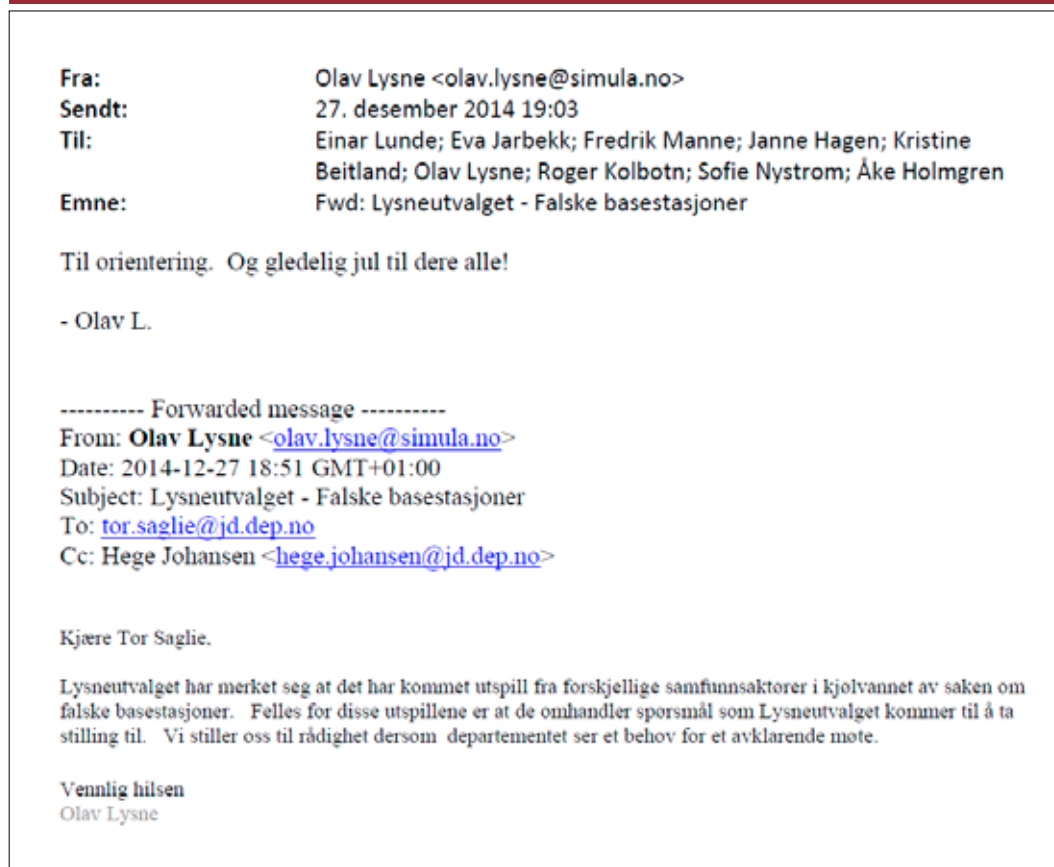 Fra: Olav Lysne <olav.lysne@simula.no>
Sendt: 27. desember 2014 19:03
Til: Einar Lunde; Eva Jarbekk; Fredrik Manne; Janne Hagen; Kristine
Beitland; Olav Lysne; Roger Kolbotn; Sofie Nystrom; Åke Holmgren
Emne: Fwd: Lysneutvalget - Falske basestasjoner
Til orientering.  Og gledelig jul til dere alle!
- Olav L.
---------- Forwarded message ----------
From: Olav Lysne <olav.lysne@simula.no>
Date: 2014-12-27 18:51 GMT+01:00
Subject: Lysneutvalget - Falske basestasjoner
To: tor.saglie@jd.dep.no
Cc: Hege Johansen <hege.johansen@jd.dep.no>
Kjære Tor Saglie,
Lysneutvalget har merket seg at det har kommet utspill fra forskjellige samfunnsaktører i kjølvannet av saken om
falske basestasjoner.   Felles for disse utspillene er at de omhandler spørsmål som Lysneutvalget kommer til å ta
stilling til.   Vi stiller oss til rådighet dersom  departementet ser et behov for et avklarende møte.
Vennlig hilsen
Olav Lysne